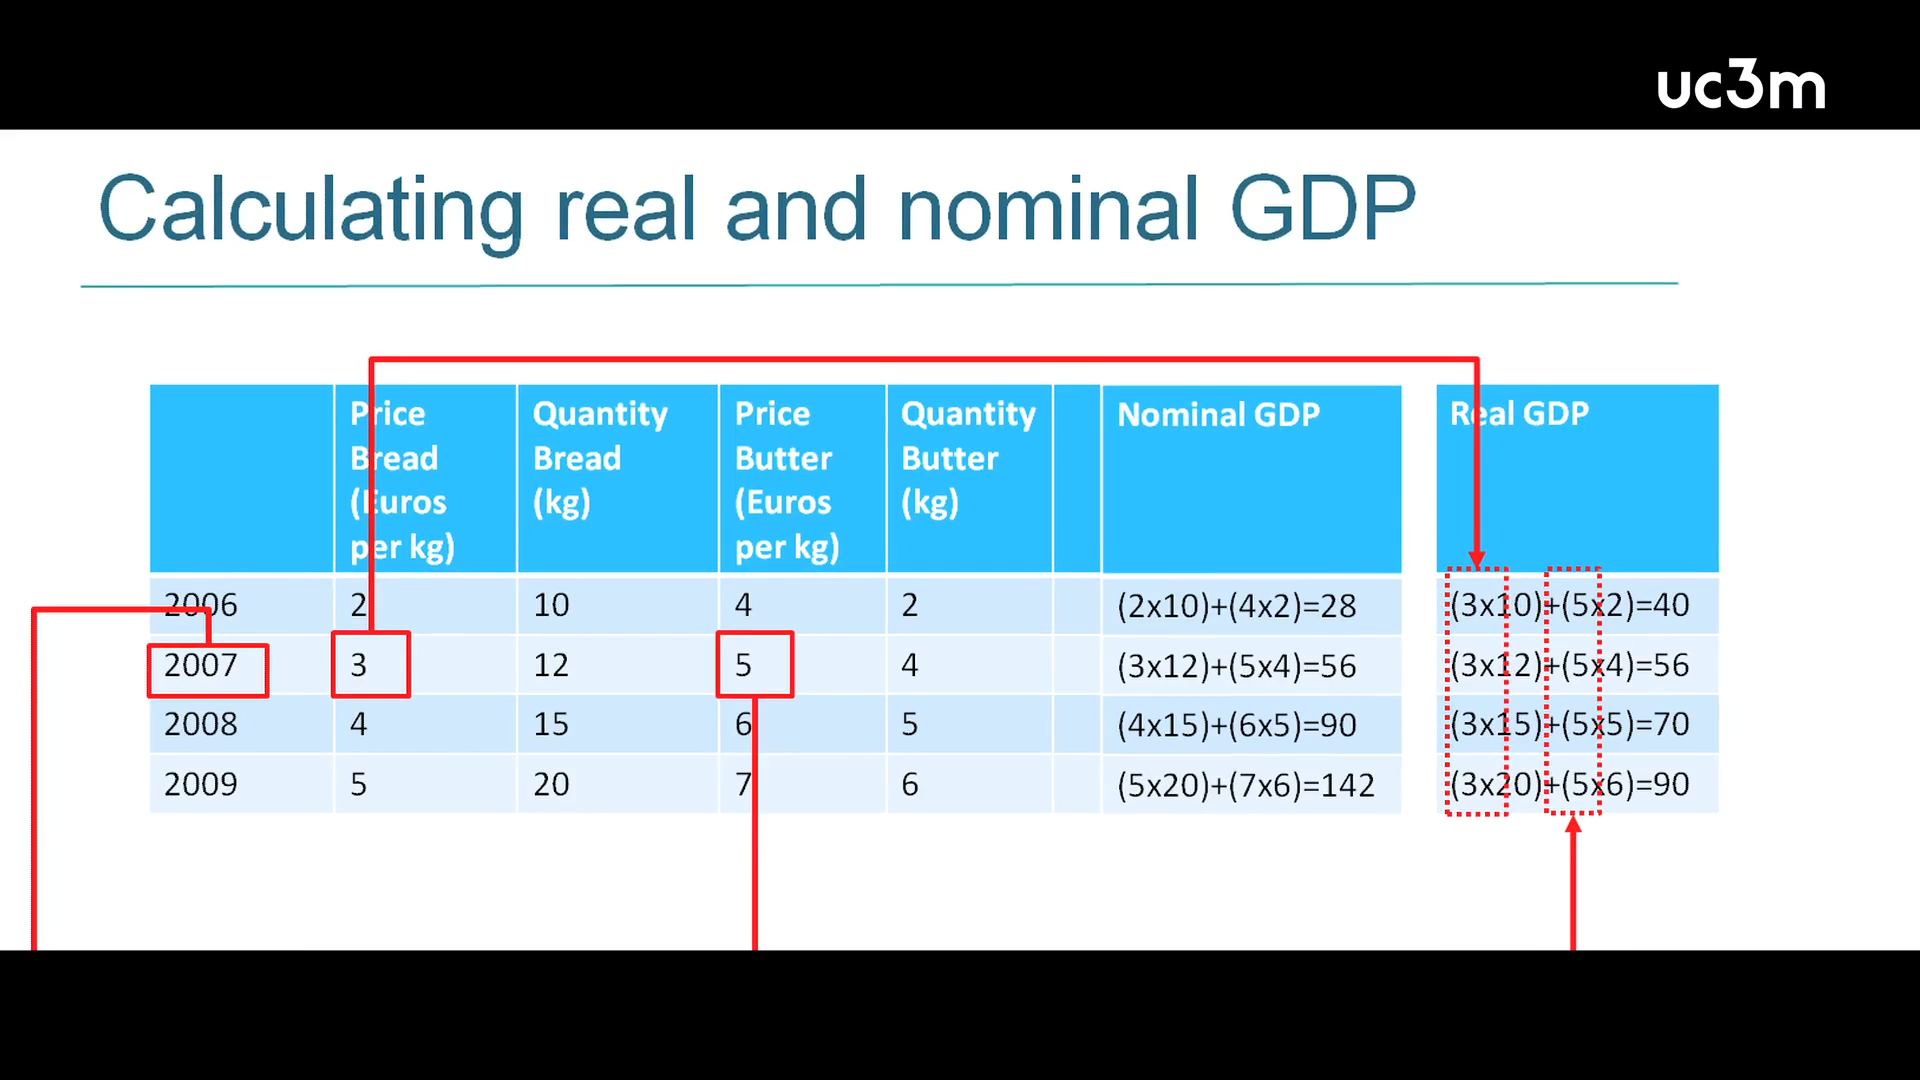 uc3m
Calculating real and nominal GDP
Price Bread (Euros per kg) Quantity Bread (kg) Price Butter (Euros per kg) Quantity Butter (kg) Nominal GDP Real GDP
2006 2 10 4 2 (2x10)+(4x2)=28 (3x10)+(5x2)=40
2007 3 12 5 4 (3x12)+(5x4)=56 (3x12)+(5x4)=56
2008 4 15 6 5 (4x15)+(6x5)=90 (3x15)+(5x5)=70
2009 5 20 7 6 (5x20)+(7x6)=142 (3x20)+(5x6)=90